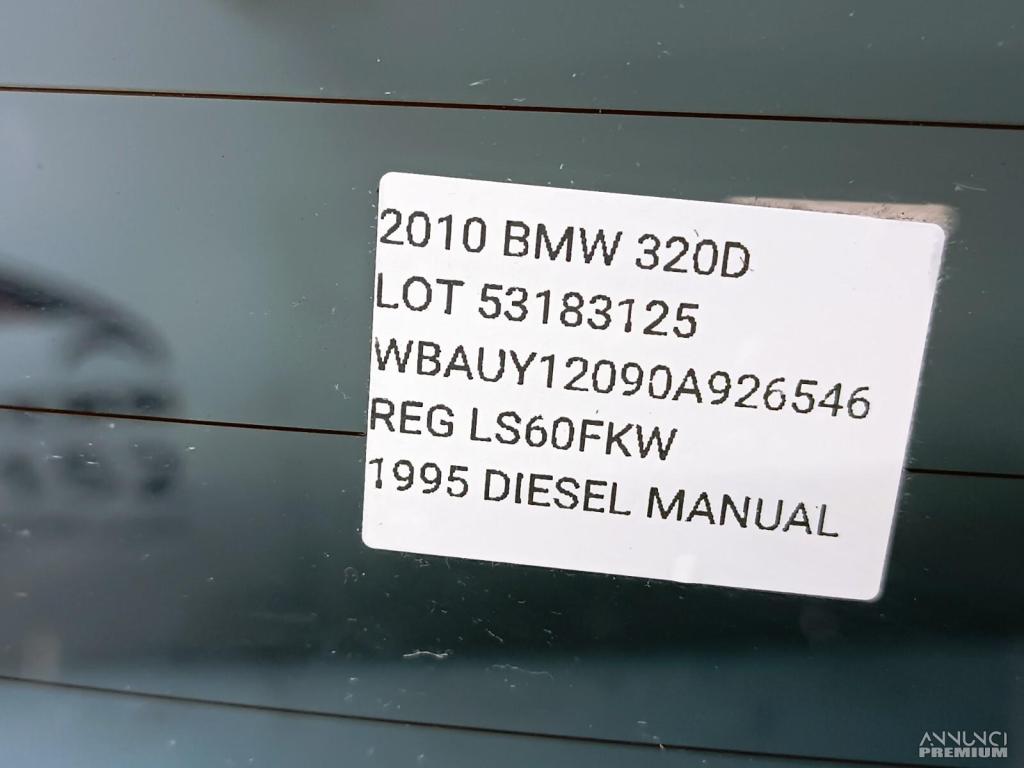 2010 BMW 320D
LOT 53183125
WBAUY12090A926546
REG LS60FKW
1995 DIESEL MANUAL
ANNUNCI
PREMIUM